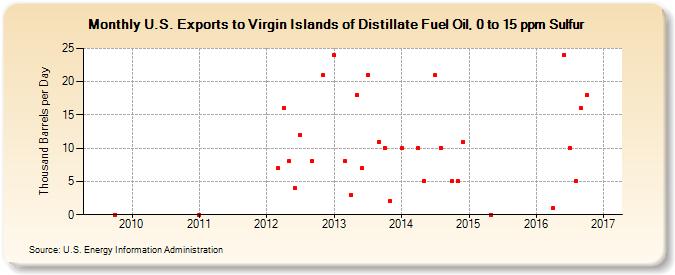 Monthly U.S. Exports to Virgin Islands of Distillate Fuel Oil, 0 to 15 ppm Sulfur
Thousand Barrels per Day
25
20
15
10
5
0
2010 2011 2012 2013 2014 2015 2016 2017
Source: U.S. Energy Information Administration